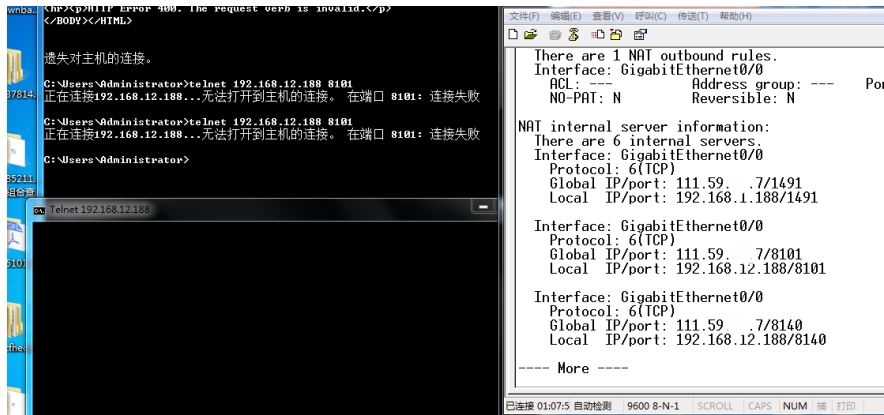 wnba..
<hr><p>HTTP Error 400. The request verb is invalid.</p>
</BODY></HTML>
遗失对主机的连接。
C:\Users\Administrator>telnet 192.168.12.188 8101
正在连接192.168.12.188...无法打开到主机的连接。 在端口 8101: 连接失败
C:\Users\Administrator>telnet 192.168.12.188 8101
正在连接192.168.12.188...无法打开到主机的连接。 在端口 8101: 连接失败
C:\Users\Administrator>
37814.
35211.
组合查.
5101
fhe
Telnet 192.168.12.188
文件(F) 编辑(E) 查看(V) 呼叫(C) 传送(T) 帮助(H)
There are 1 NAT outbound rules.
Interface: GigabitEthernet0/0
ACL: --- Address group: --- Por
NO-PAT: N Reversible: N
NAT internal server information:
There are 6 internal servers.
Interface: GigabitEthernet0/0
Protocol: 6(TCP)
Global IP/port: 111.59. .7/1491
Local IP/port: 192.168.1.188/1491
Interface: GigabitEthernet0/0
Protocol: 6(TCP)
Global IP/port: 111.59. .7/8101
Local IP/port: 192.168.12.188/8101
Interface: GigabitEthernet0/0
Protocol: 6(TCP)
Global IP/port: 111.59. .7/8140
Local IP/port: 192.168.12.188/8140
---- More ----
已连接 01:07:5 自动检测 9600 8-N-1 SCROLL CAPS NUM 捕 打印